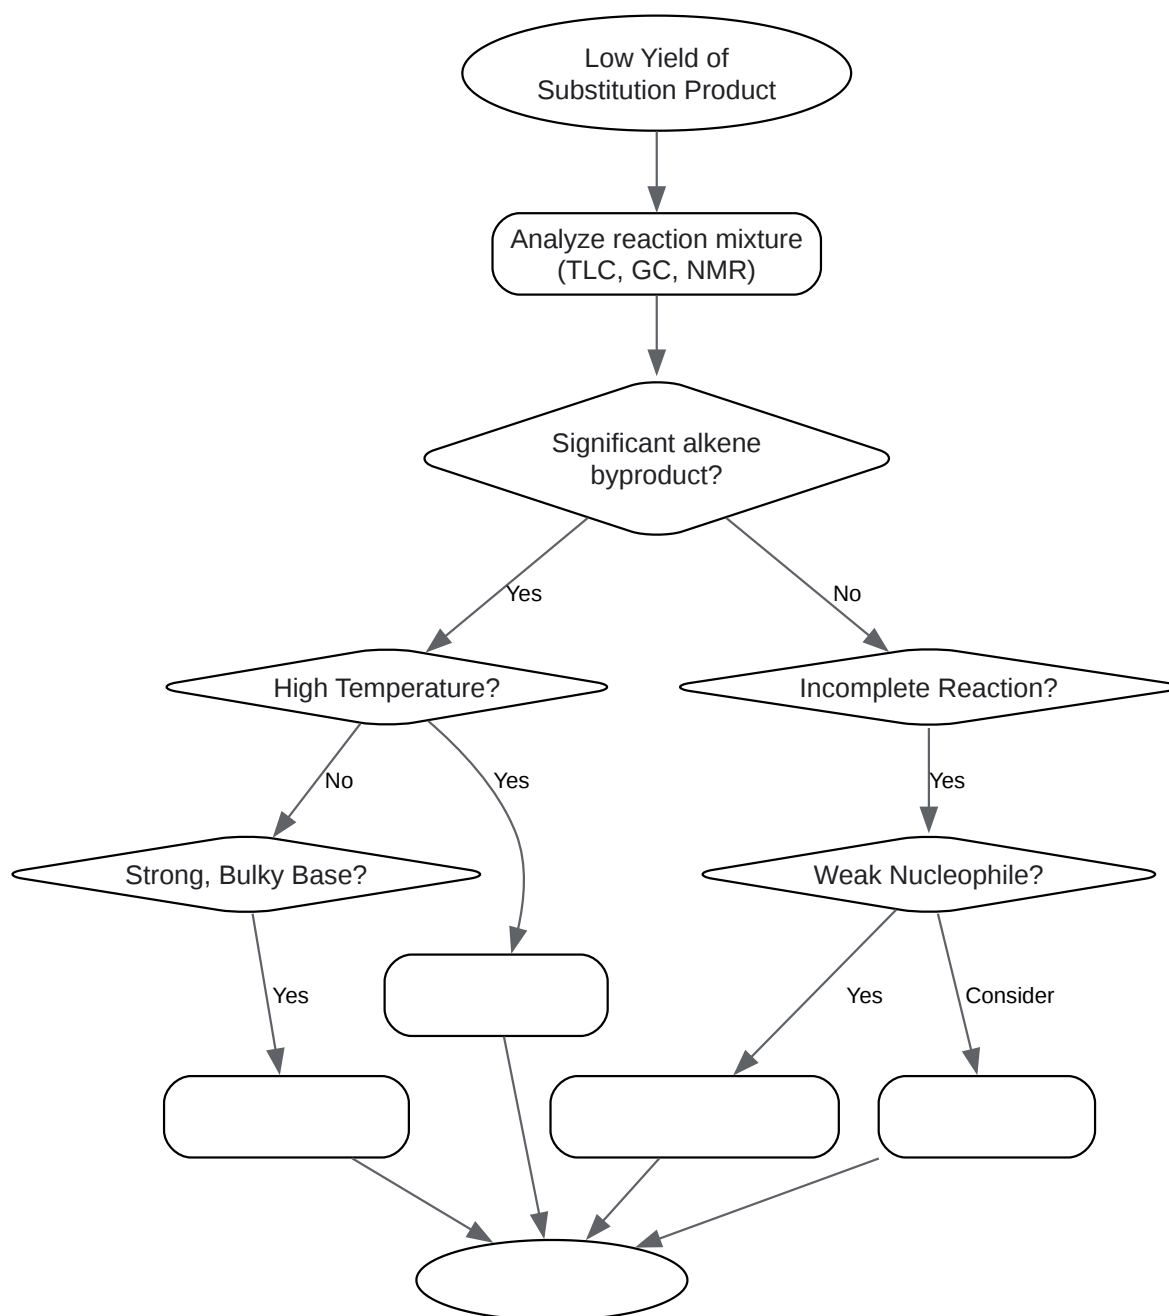 Low Yield of
Substitution Product
Analyze reaction mixture
(TLC, GC, NMR)
Significant alkene
byproduct?
Yes
No
High Temperature?
Incomplete Reaction?
No
Yes
Yes
Strong, Bulky Base?
Weak Nucleophile?
Yes
Yes
Consider